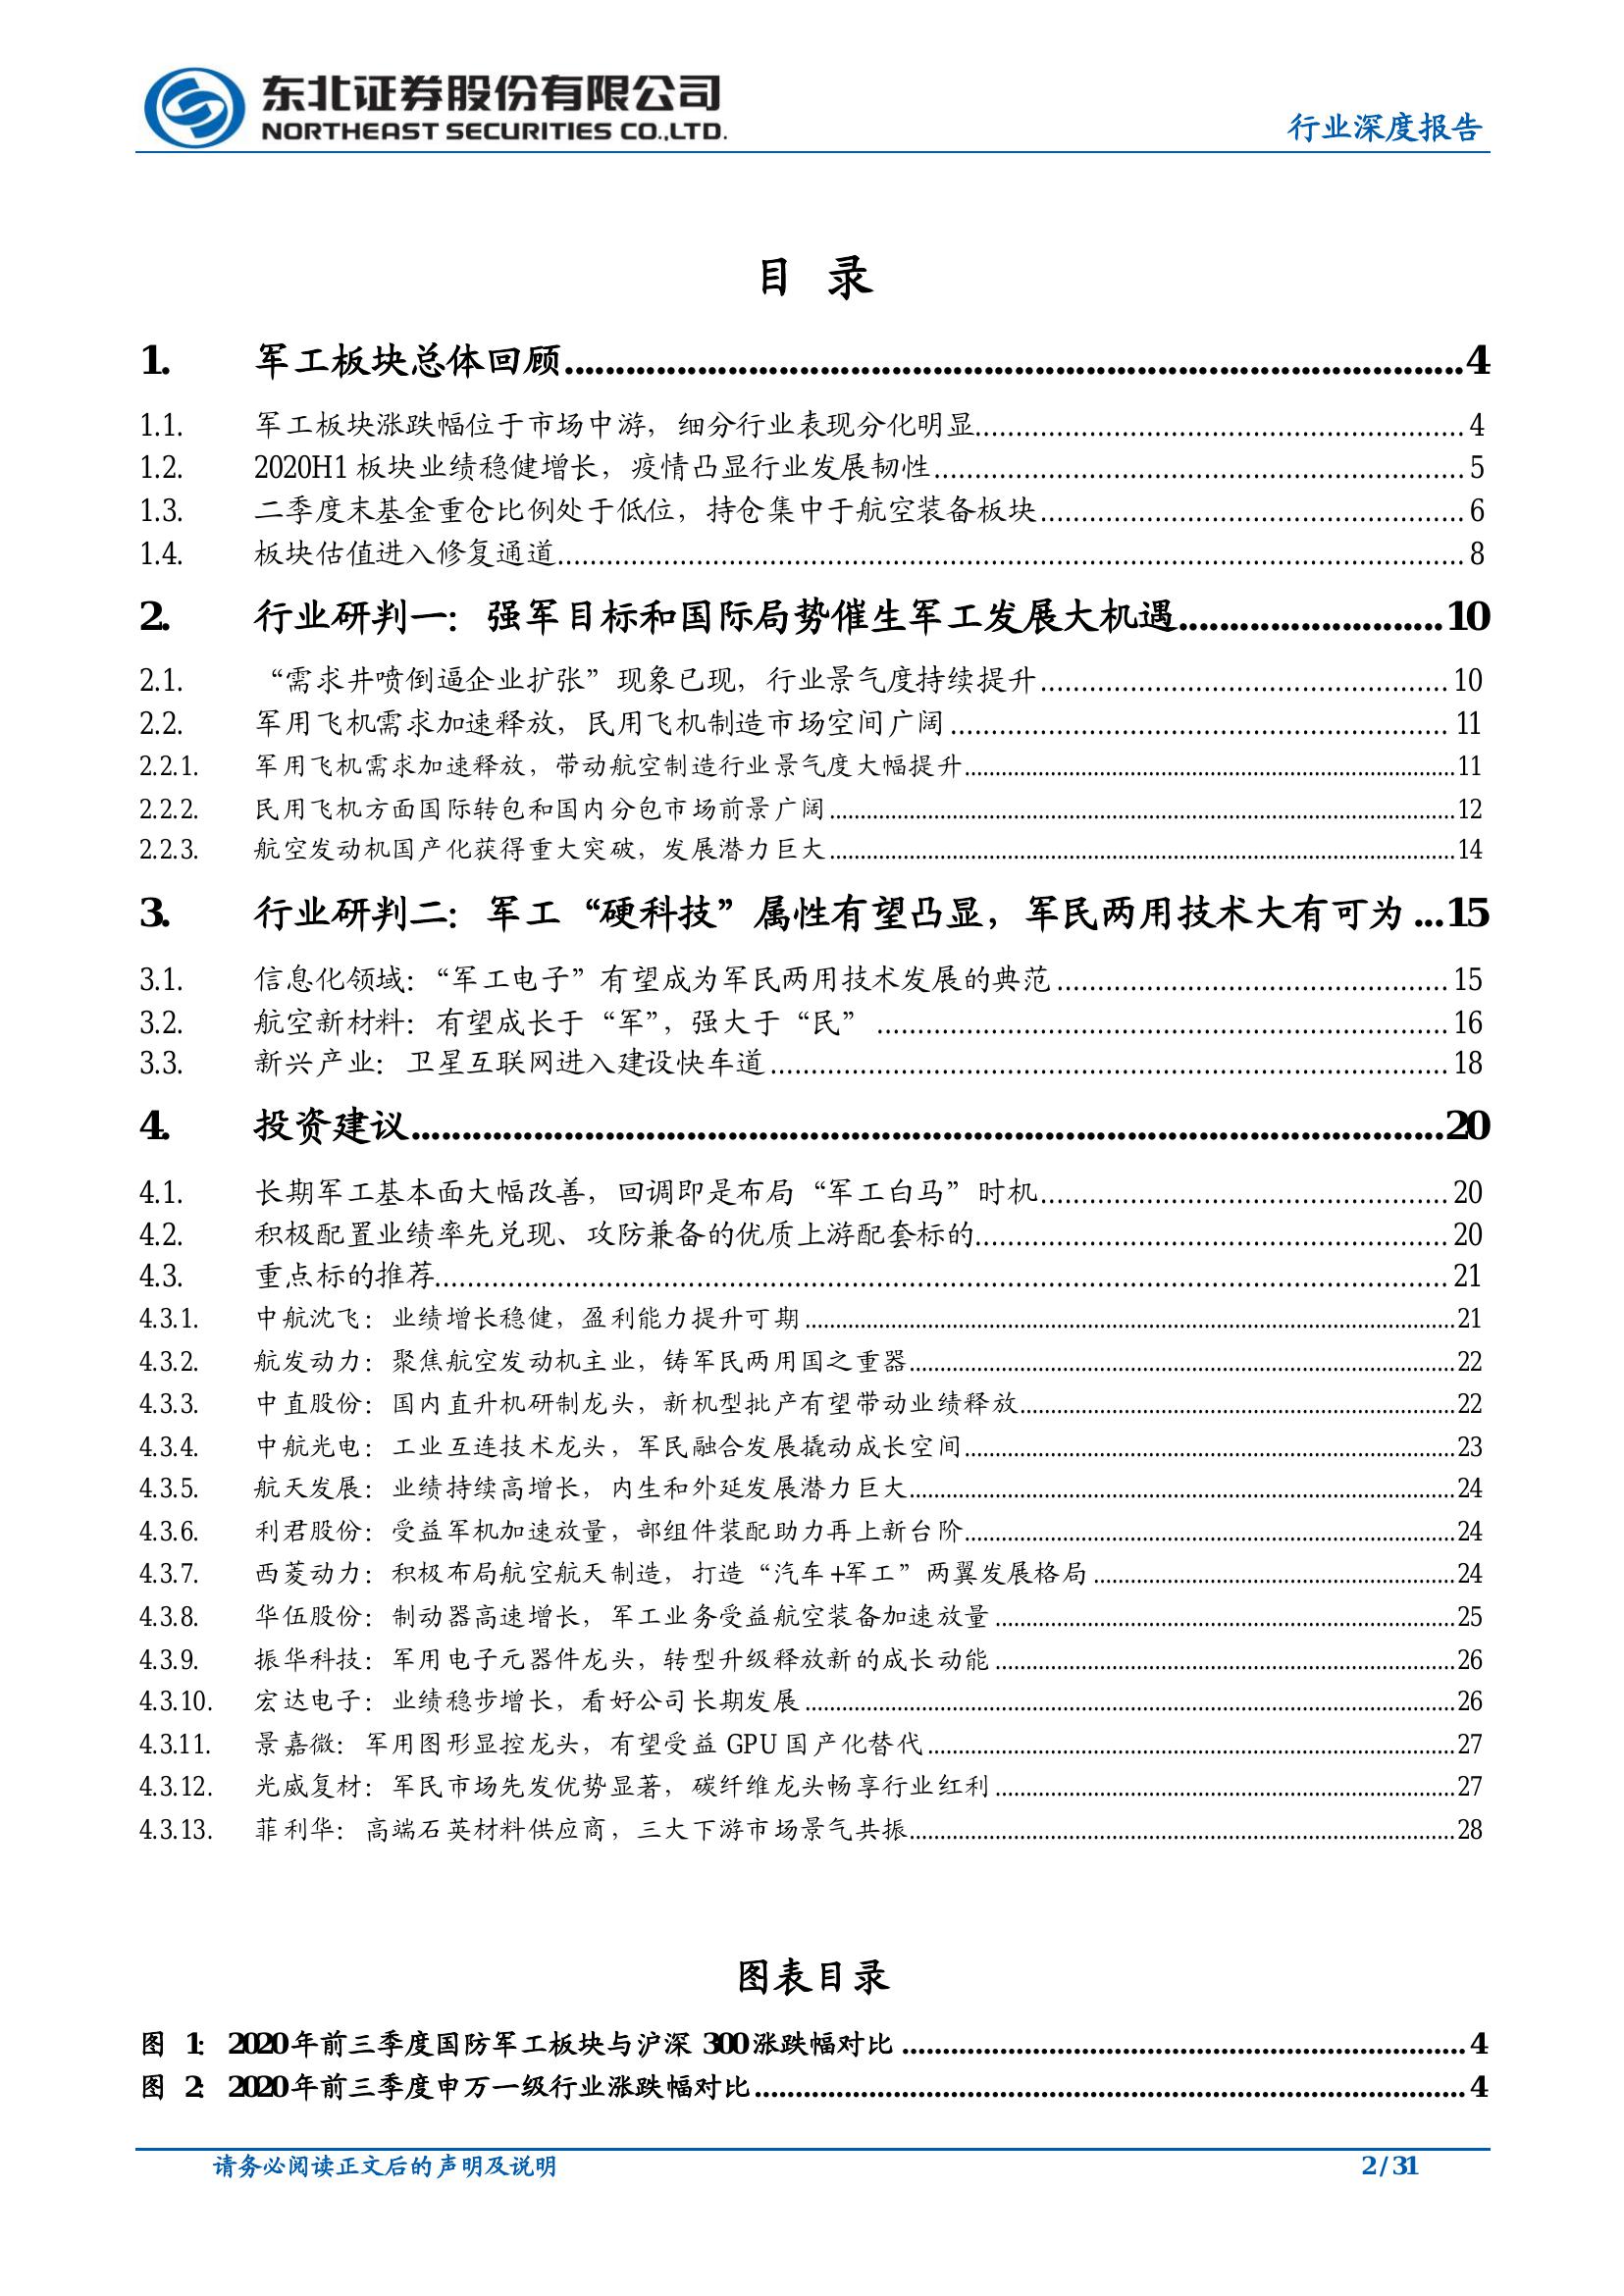 东北证券股份有限公司
NORTHEAST SECURITIES CO.,LTD.
行业深度报告
目 录
1. 军工板块总体回顾 4
1.1. 军工板块涨跌幅位于市场中游，细分行业表现分化明显 4
1.2. 2020H1 板块业绩稳健增长，疫情凸显行业发展韧性 5
1.3. 二季度末基金重仓比例处于低位，持仓集中于航空装备板块 6
1.4. 板块估值进入修复通道 8
2. 行业研判一：强军目标和国际局势催生军工发展大机遇 10
2.1. “需求井喷倒逼企业扩张”现象已现，行业景气度持续提升 10
2.2. 军用飞机需求加速释放，民用飞机制造市场空间广阔 11
2.2.1. 军用飞机需求加速释放，带动航空制造行业景气度大幅提升 11
2.2.2. 民用飞机方面国际转包和国内分包市场前景广阔 12
2.2.3. 航空发动机国产化获得重大突破，发展潜力巨大 14
3. 行业研判二：军工“硬科技”属性有望凸显，军民两用技术大有可为 ...15
3.1. 信息化领域：“军工电子”有望成为军民两用技术发展的典范 15
3.2. 航空新材料：有望成长于“军”，强大于“民” 16
3.3. 新兴产业：卫星互联网进入建设快车道 18
4. 投资建议 20
4.1. 长期军工基本面大幅改善，回调即是布局“军工白马”时机 20
4.2. 积极配置业绩率先兑现、攻防兼备的优质上游配套标的 20
4.3. 重点标的推荐 21
4.3.1. 中航沈飞：业绩增长稳健，盈利能力提升可期 21
4.3.2. 航发动力：聚焦航空发动机主业，铸军民两用国之重器 22
4.3.3. 中直股份：国内直升机研制龙头，新机型批产有望带动业绩释放 22
4.3.4. 中航光电：工业互连技术龙头，军民融合发展撬动成长空间 23
4.3.5. 航天发展：业绩持续高增长，内生和外延发展潜力巨大 24
4.3.6. 利君股份：受益军机加速放量，部组件装配助力再上新台阶 24
4.3.7. 西菱动力：积极布局航空航天制造，打造“汽车+军工”两翼发展格局 24
4.3.8. 华伍股份：制动器高速增长，军工业务受益航空装备加速放量 25
4.3.9. 振华科技：军用电子元器件龙头，转型升级释放新的成长动能 26
4.3.10. 宏达电子：业绩稳步增长，看好公司长期发展 26
4.3.11. 景嘉微：军用图形显控龙头，有望受益 GPU 国产化替代 27
4.3.12. 光威复材：军民市场先发优势显著，碳纤维龙头畅享行业红利 27
4.3.13. 菲利华：高端石英材料供应商，三大下游市场景气共振 28
图表目录
图 1：2020 年前三季度国防军工板块与沪深 300 涨跌幅对比 4
图 2：2020 年前三季度申万一级行业涨跌幅对比 4
请务必阅读正文后的声明及说明
2 / 31